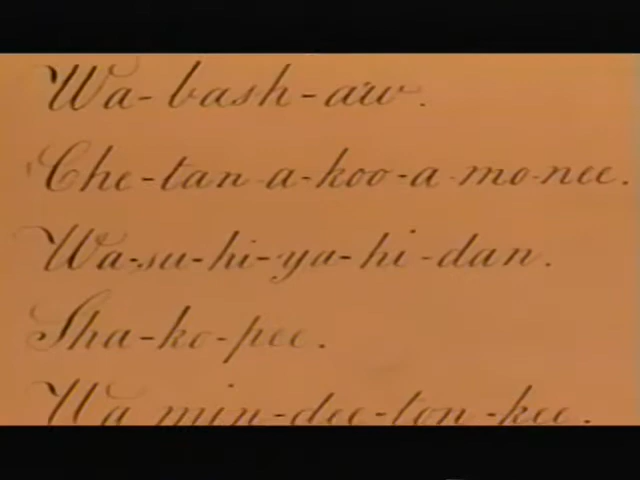 Wa-bash-aw.
Che-tan-a-koo-a-mo-nee.
Wa-su-hi-ya-hi-dan.
Sha-ko-pee.
Wa min-dee-ton-kee.